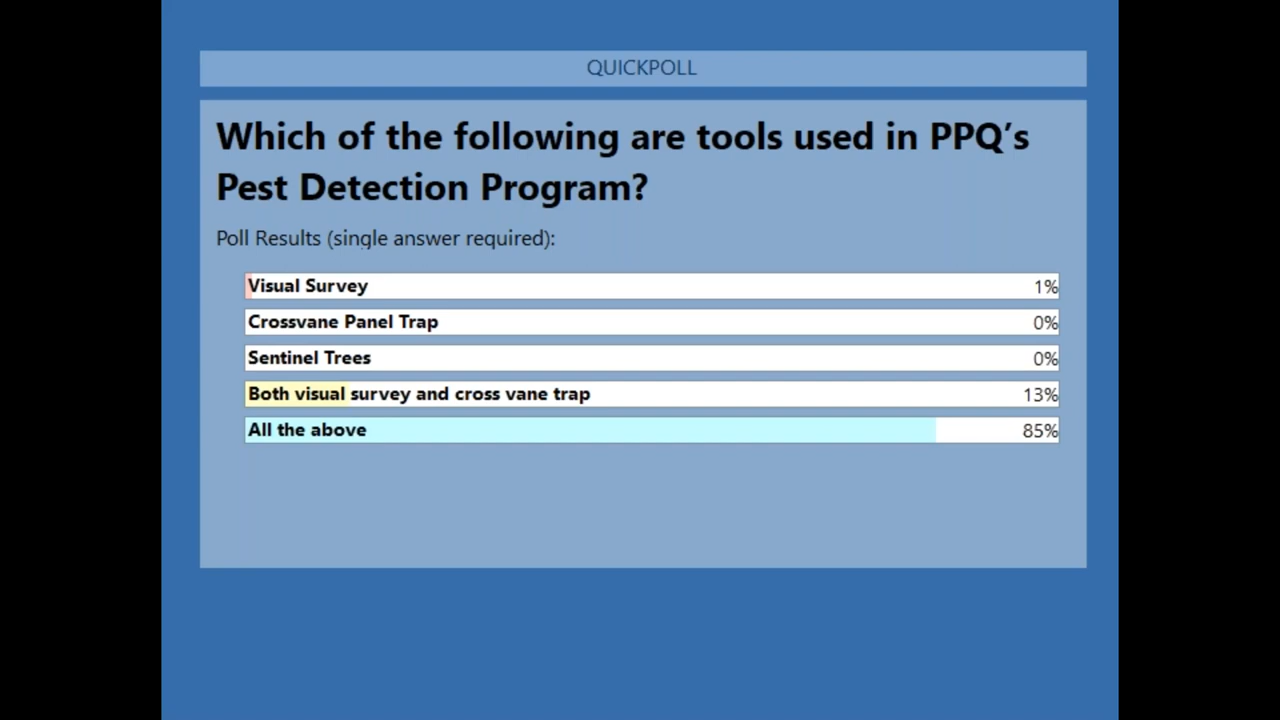 QUICKPOLL
Which of the following are tools used in PPQ’s
Pest Detection Program?
Poll Results (single answer required):
Visual Survey 1%
Crossvane Panel Trap 0%
Sentinel Trees 0%
Both visual survey and cross vane trap 13%
All the above 85%